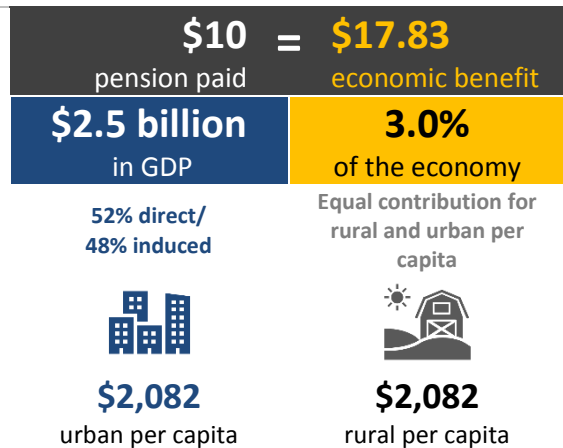 $10 = $17.83
pension paid
economic benefit
$2.5 billion
in GDP
3.0%
of the economy
52% direct/
48% induced
Equal contribution for
rural and urban per
capita
$2,082
urban per capita
$2,082
rural per capita